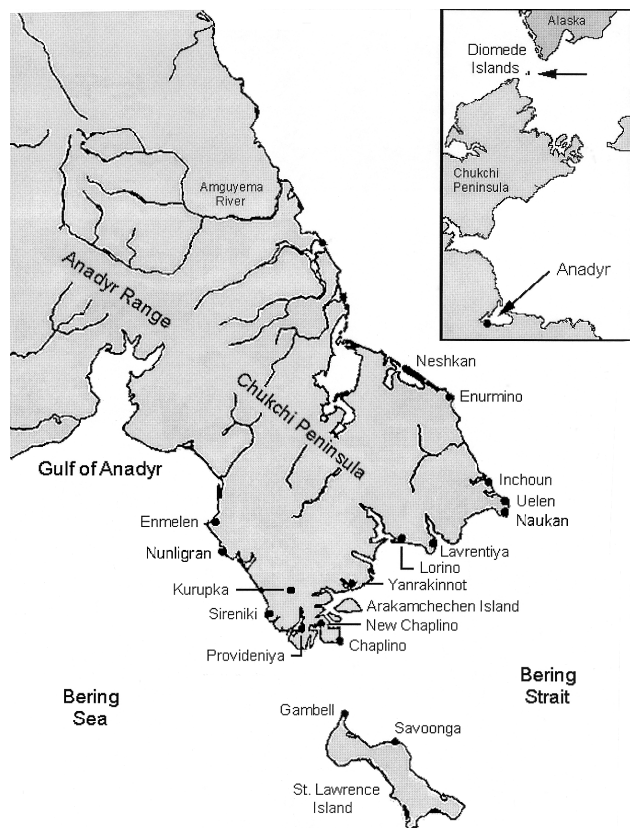 Alaska
Diomede
Islands
Chukchi
Peninsula
Anadyr
Amguyema
River
Anadyr Range
Chukchi Peninsula
Neshkan
Enurmino
Gulf of Anadyr
Inchoun
Uelen
Naukan
Enmelen
Nunligran
Lavrentiya
Lorino
Yanrakinnot
Kurupka
Arakamchechen Island
Sireniki
New Chaplino
Provideniya
Chaplino
Bering
Sea
Bering
Strait
Gambell
Savoonga
St. Lawrence
Island